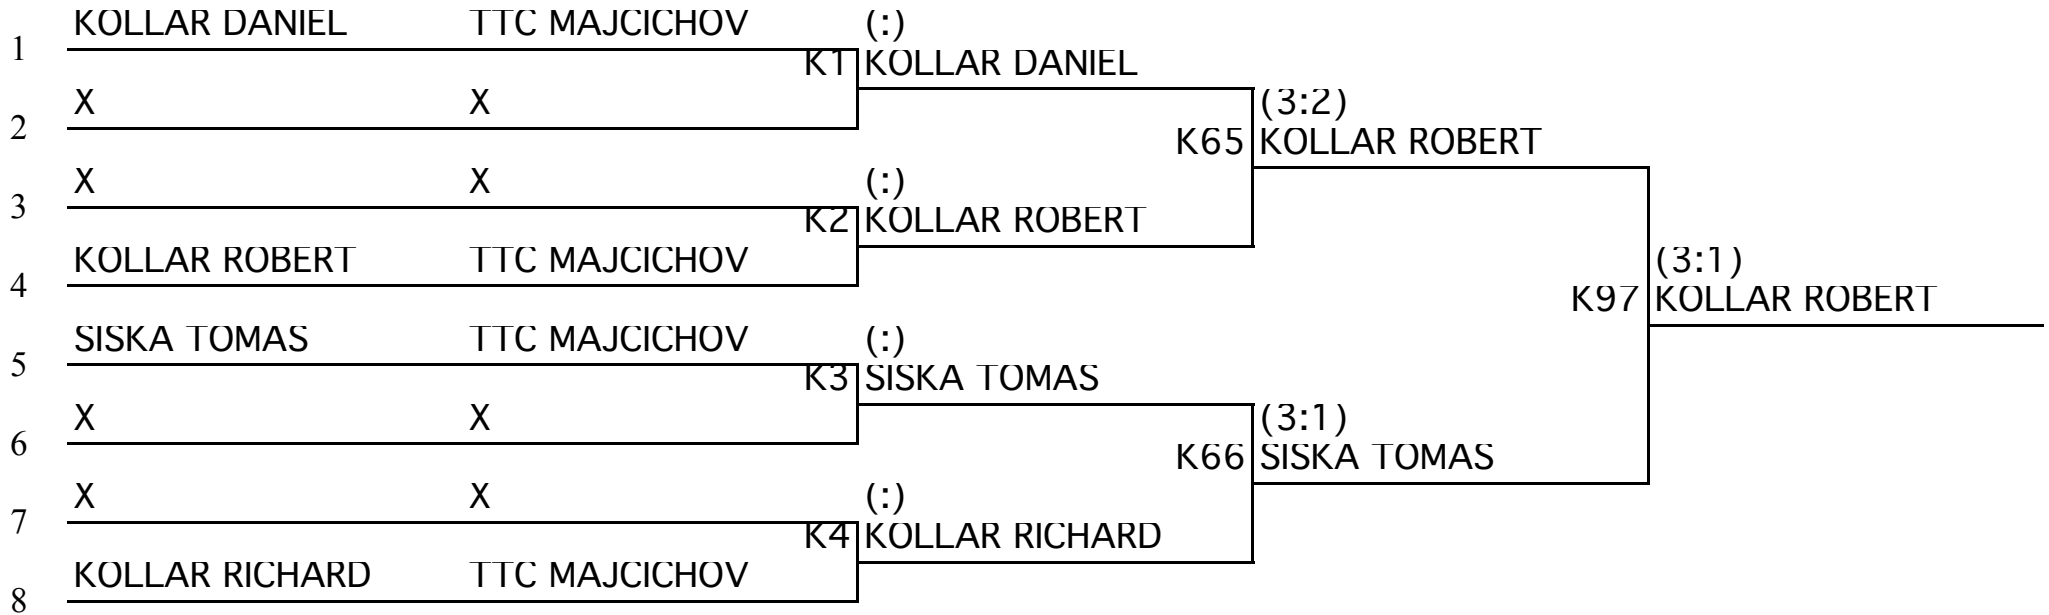 KOLLAR DANIEL TTC MAJCICHOV (:)
1 K1 KOLLAR DANIEL
X X (3:2)
2 K65 KOLLAR ROBERT
X X (:)
3 K2 KOLLAR ROBERT
KOLLAR ROBERT TTC MAJCICHOV (3:1)
4 K97 KOLLAR ROBERT
SISKA TOMAS TTC MAJCICHOV (:)
5 K3 SISKA TOMAS
X X (3:1)
6 K66 SISKA TOMAS
X X (:)
7 K4 KOLLAR RICHARD
KOLLAR RICHARD TTC MAJCICHOV
8